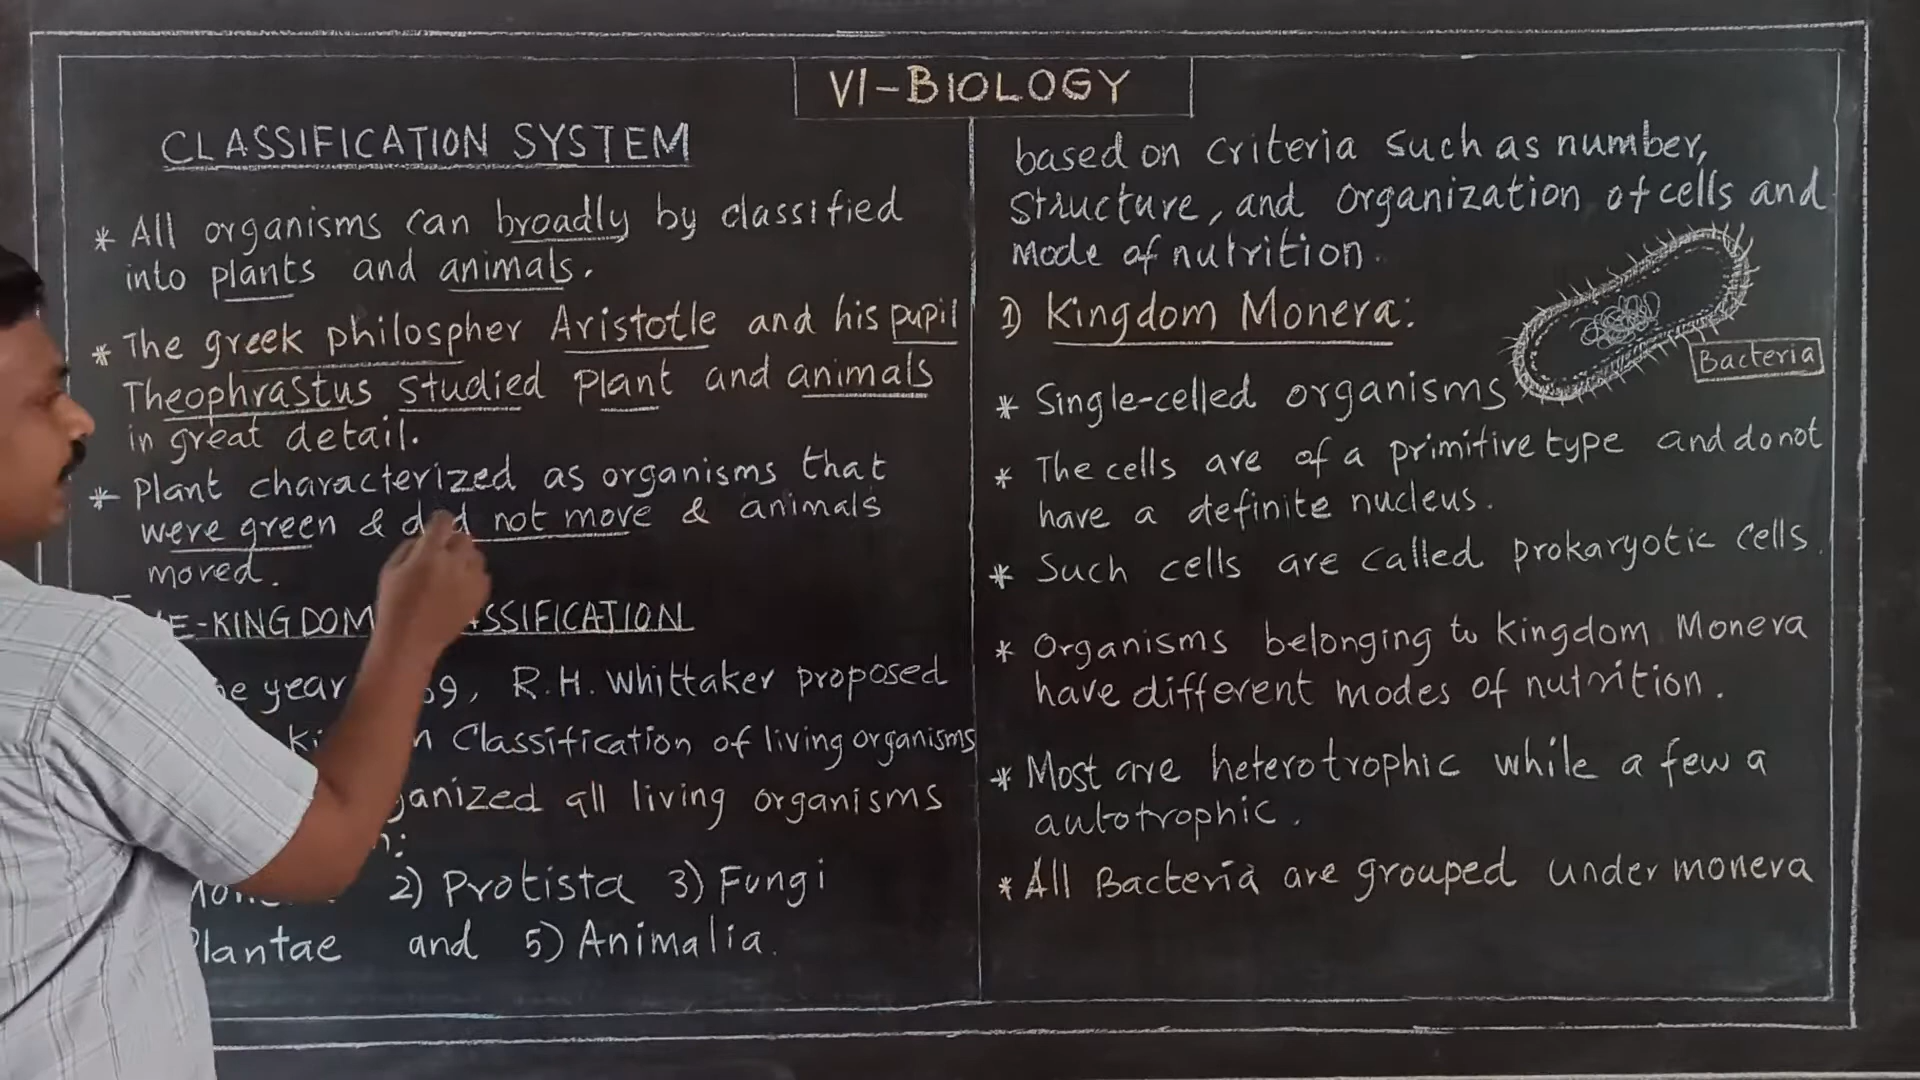 VI-BIOLOGY
CLASSIFICATION SYSTEM
* All organisms can broadly by classified
into plants and animals.
* The greek philospher Aristotle and his pupil
Theophrastus studied plant and animals
in great detail.
* Plant characterized as organisms that
were green & did not move & animals
moved.
E-KINGDOM ASSIFICATION
year 69, R.H. Whittaker proposed
Classification of living organisms
ganized all living organisms
2) Protista 3) Fungi
Plantae and 5) Animalia.
based on criteria such as number,
structure, and organization of cells and
mode of nutrition.
1) Kingdom Monera:
Bacteria
* Single-celled organisms
* The cells are of a primitive type and do not
have a definite nucleus.
* Such cells are called prokaryotic cells.
* Organisms belonging to kingdom Monera
have different modes of nutrition.
* Most are heterotrophic while a few a
autotrophic.
* All Bacteria are grouped under monera